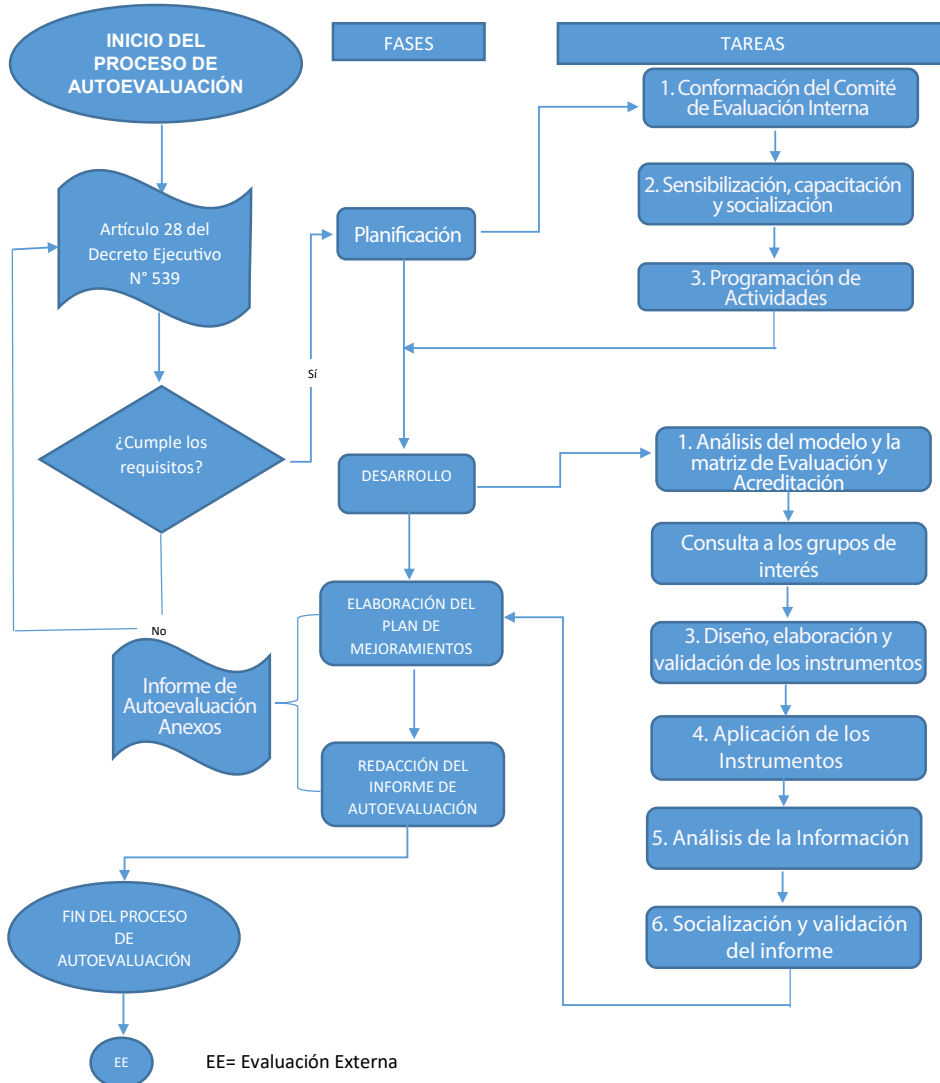 INICIO DEL
PROCESO DE
AUTOEVALUACIÓN
FASES
TAREAS
1. Conformación del Comité
de Evaluación Interna
2. Sensibilización, capacitación
y socialización
3. Programación de
Actividades
Artículo 28 del
Decreto Ejecutivo
N° 539
Planificación
Sí
¿Cumple los
requisitos?
No
DESARROLLO
1. Análisis del modelo y la
matriz de Evaluación y
Acreditación
Consulta a los grupos de
interés
3. Diseño, elaboración y
validación de los instrumentos
4. Aplicación de los
Instrumentos
5. Análisis de la Información
6. Socialización y validación
del informe
ELABORACIÓN DEL
PLAN DE
MEJORAMIENTOS
Informe de
Autoevaluación
Anexos
REDACCIÓN DEL
INFORME DE
AUTOEVALUACIÓN
FIN DEL PROCESO
DE
AUTOEVALUACIÓN
EE
EE= Evaluación Externa